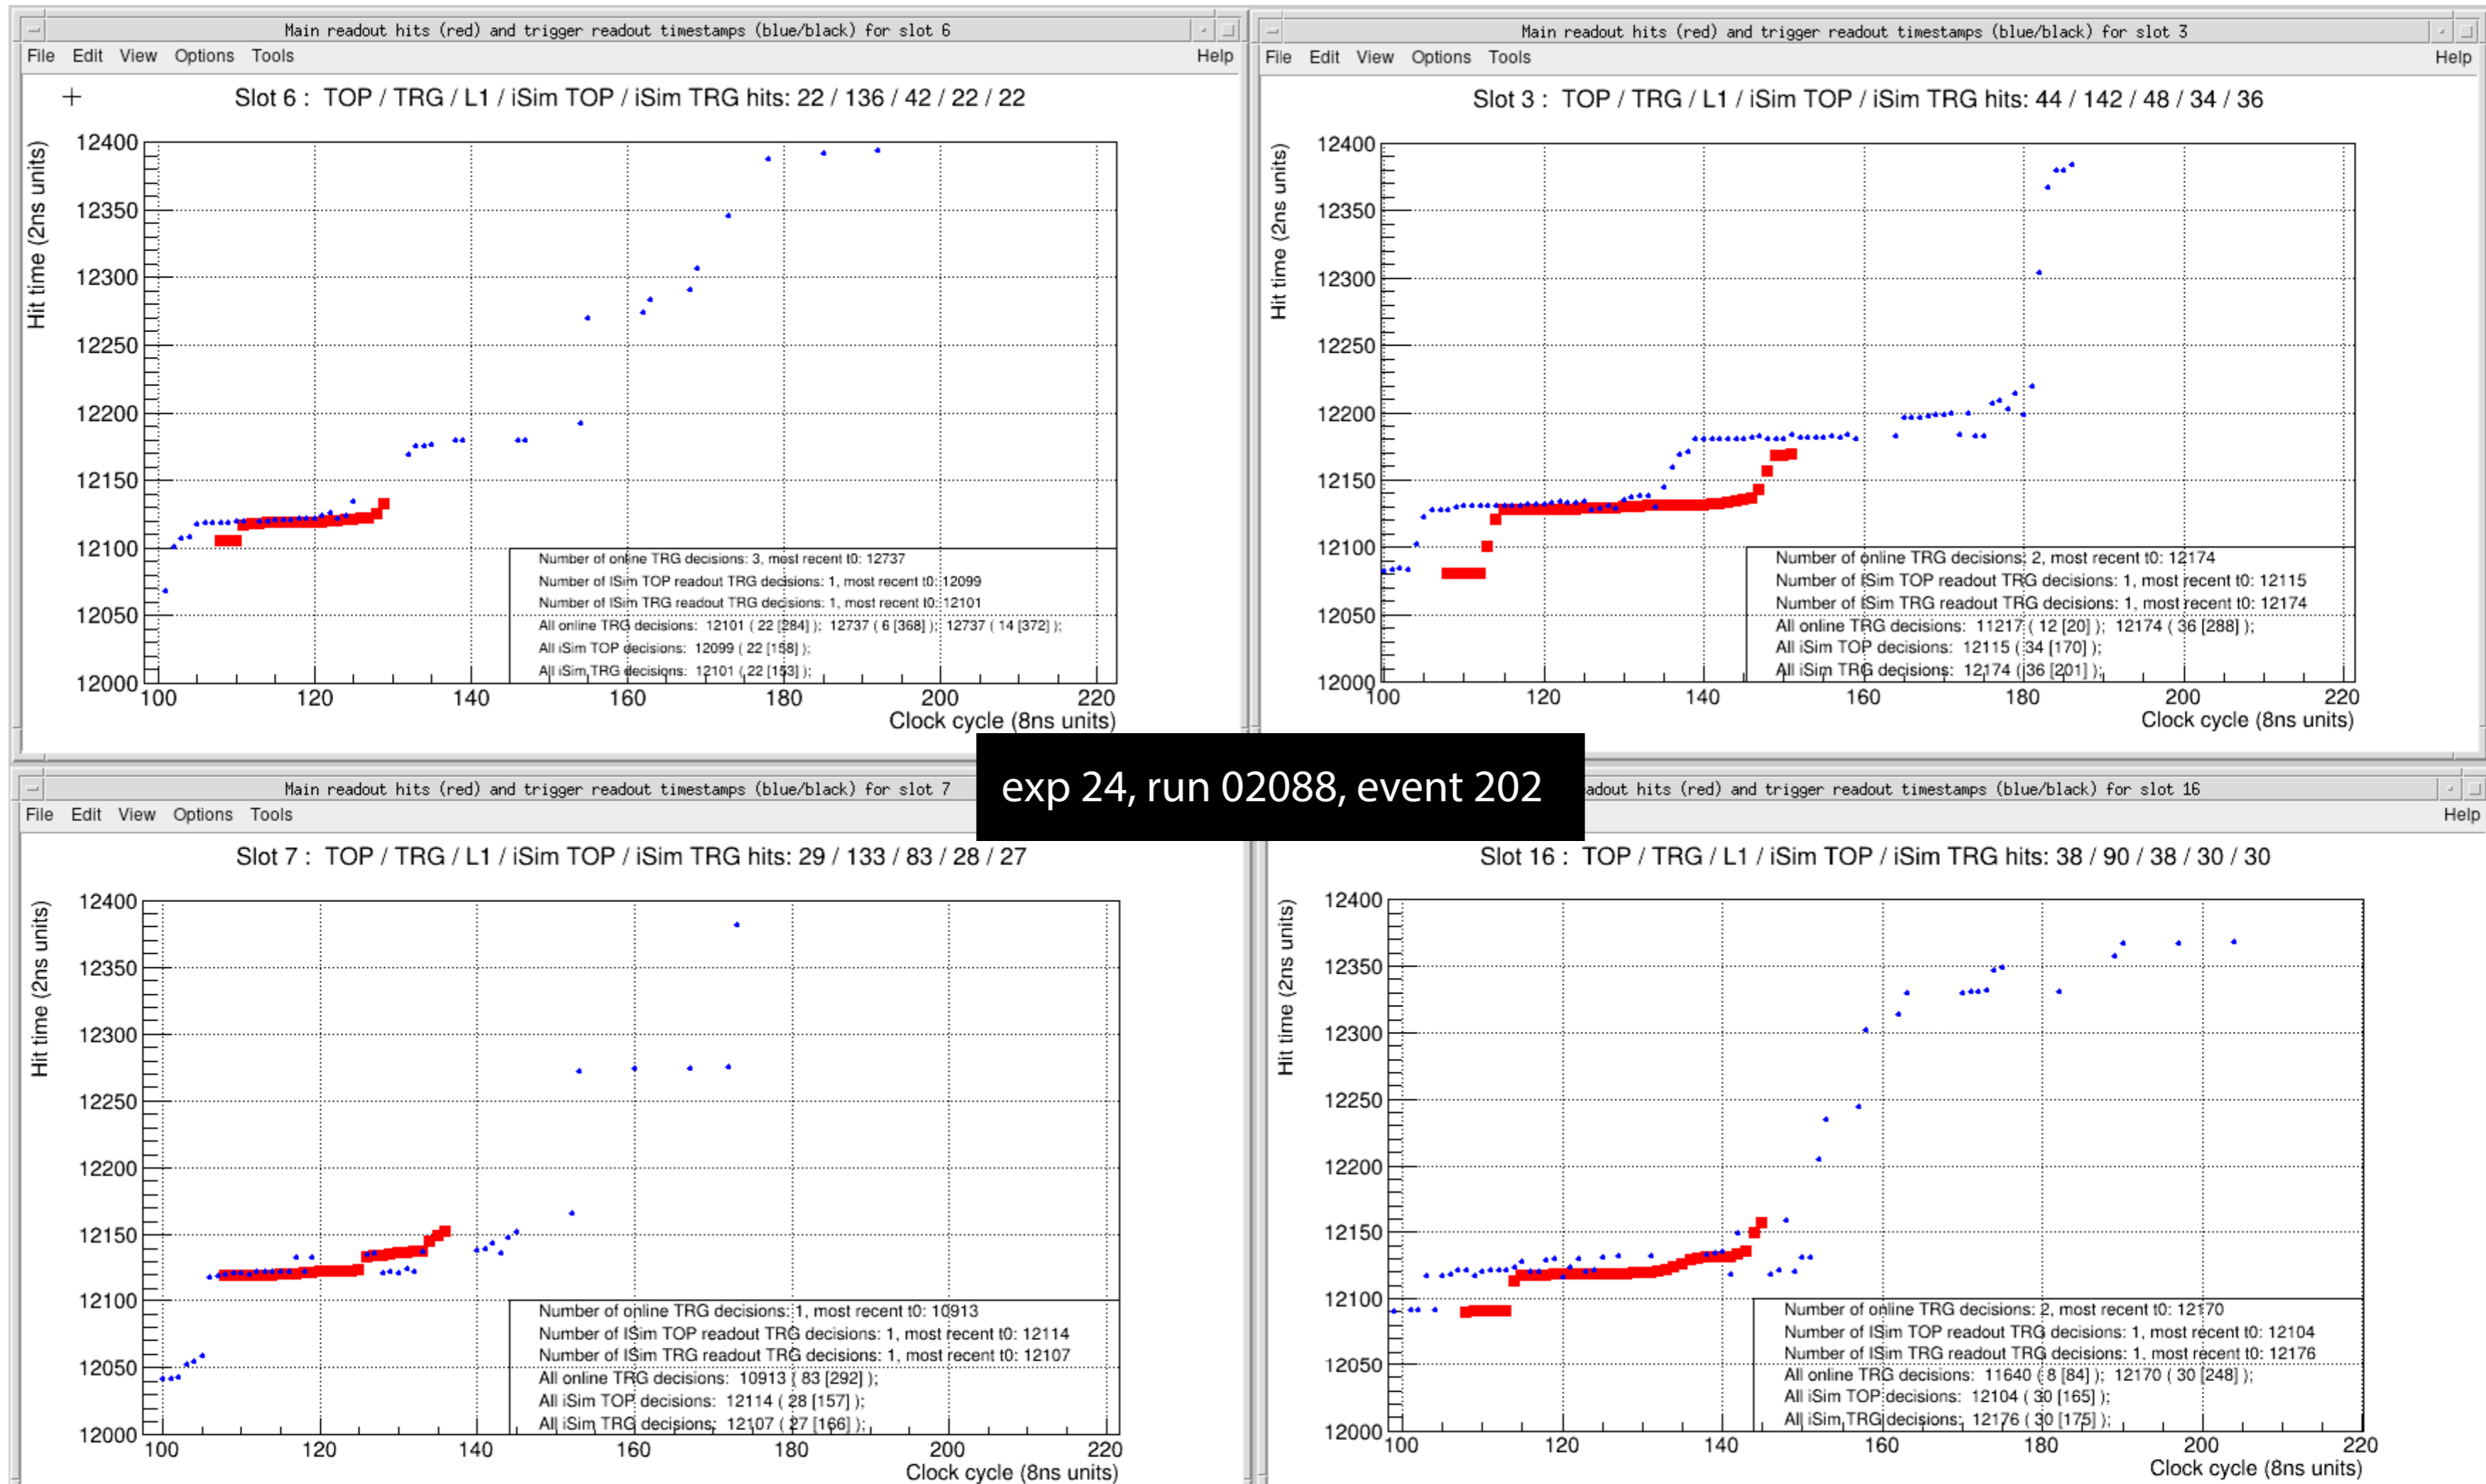 Main readout hits (red) and trigger readout timestamps (blue/black) for slot 6
File Edit View Options Tools Help
Slot 6 : TOP / TRG / L1 / iSim TOP / iSim TRG hits: 22 / 136 / 42 / 22 / 22
Hit time (2ns units)
12400
12350
12300
12250
12200
12150
12100
12050
12000
Number of online TRG decisions: 3, most recent t0: 12737
Number of ISim TOP readout TRG decisions: 1, most recent t0: 12099
Number of ISim TRG readout TRG decisions: 1, most recent t0: 12101
All online TRG decisions: 12101 ( 22 [284] ); 12737 ( 6 [368] ); 12737 ( 14 [372] );
All iSim TOP decisions: 12099 ( 22 [158] );
All iSim TRG decisions: 12101 ( 22 [153] );
100 120 140 160 180 200 220
Clock cycle (8ns units)
Main readout hits (red) and trigger readout timestamps (blue/black) for slot 3
File Edit View Options Tools Help
Slot 3 : TOP / TRG / L1 / iSim TOP / iSim TRG hits: 44 / 142 / 48 / 34 / 36
Hit time (2ns units)
12400
12350
12300
12250
12200
12150
12100
12050
12000
Number of online TRG decisions: 2, most recent t0: 12174
Number of ISim TOP readout TRG decisions: 1, most recent t0: 12115
Number of ISim TRG readout TRG decisions: 1, most recent t0: 12174
All online TRG decisions: 11217 ( 12 [20] ); 12174 ( 36 [288] );
All iSim TOP decisions: 12115 ( 34 [170] );
All iSim TRG decisions: 12174 ( 36 [201] );
100 120 140 160 180 200 220
Clock cycle (8ns units)
exp 24, run 02088, event 202
Main readout hits (red) and trigger readout timestamps (blue/black) for slot 7
File Edit View Options Tools
Slot 7 : TOP / TRG / L1 / iSim TOP / iSim TRG hits: 29 / 133 / 83 / 28 / 27
Hit time (2ns units)
12400
12350
12300
12250
12200
12150
12100
12050
12000
Number of online TRG decisions: 1, most recent t0: 10913
Number of ISim TOP readout TRG decisions: 1, most recent t0: 12114
Number of ISim TRG readout TRG decisions: 1, most recent t0: 12107
All online TRG decisions: 10913 ( 83 [292] );
All iSim TOP decisions: 12114 ( 28 [157] );
All iSim TRG decisions: 12107 ( 27 [166] );
100 120 140 160 180 200 220
Clock cycle (8ns units)
hits (red) and trigger readout timestamps (blue/black) for slot 16
Help
Slot 16 : TOP / TRG / L1 / iSim TOP / iSim TRG hits: 38 / 90 / 38 / 30 / 30
Hit time (2ns units)
12400
12350
12300
12250
12200
12150
12100
12050
12000
Number of online TRG decisions: 2, most recent t0: 12170
Number of ISim TOP readout TRG decisions: 1, most recent t0: 12104
Number of ISim TRG readout TRG decisions: 1, most recent t0: 12176
All online TRG decisions: 11640 ( 8 [84] ); 12170 ( 30 [248] );
All iSim TOP decisions: 12104 ( 30 [165] );
All iSim TRG decisions: 12176 ( 30 [175] );
100 120 140 160 180 200 220
Clock cycle (8ns units)